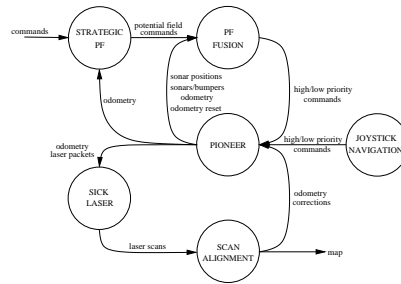 commands
STRATEGIC
PF
potential field
commands
PF
FUSION
sonar positions
sonars/bumpers
odometry
odometry reset
high/low priority
commands
odometry
PIONEER
high/low priority
commands
JOYSTICK
NAVIGATION
odometry
laser packets
SICK
LASER
odometry
corrections
laser scans
SCAN
ALIGNMENT
map